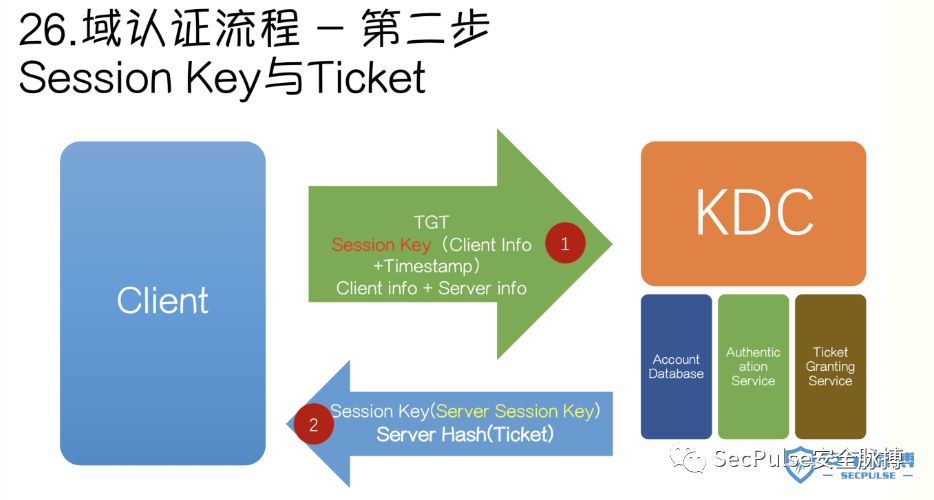 26.域认证流程 - 第二步
Session Key与Ticket
Client
TGT
Session Key（Client Info
+Timestamp）
Client info + Server info
1
KDC
Account
Database
Authentic
ation
Service
Ticket
Granting
Service
Session Key(Server Session Key)
Server Hash(Ticket)
2
SecPulse安全脉搏
SECPULSE